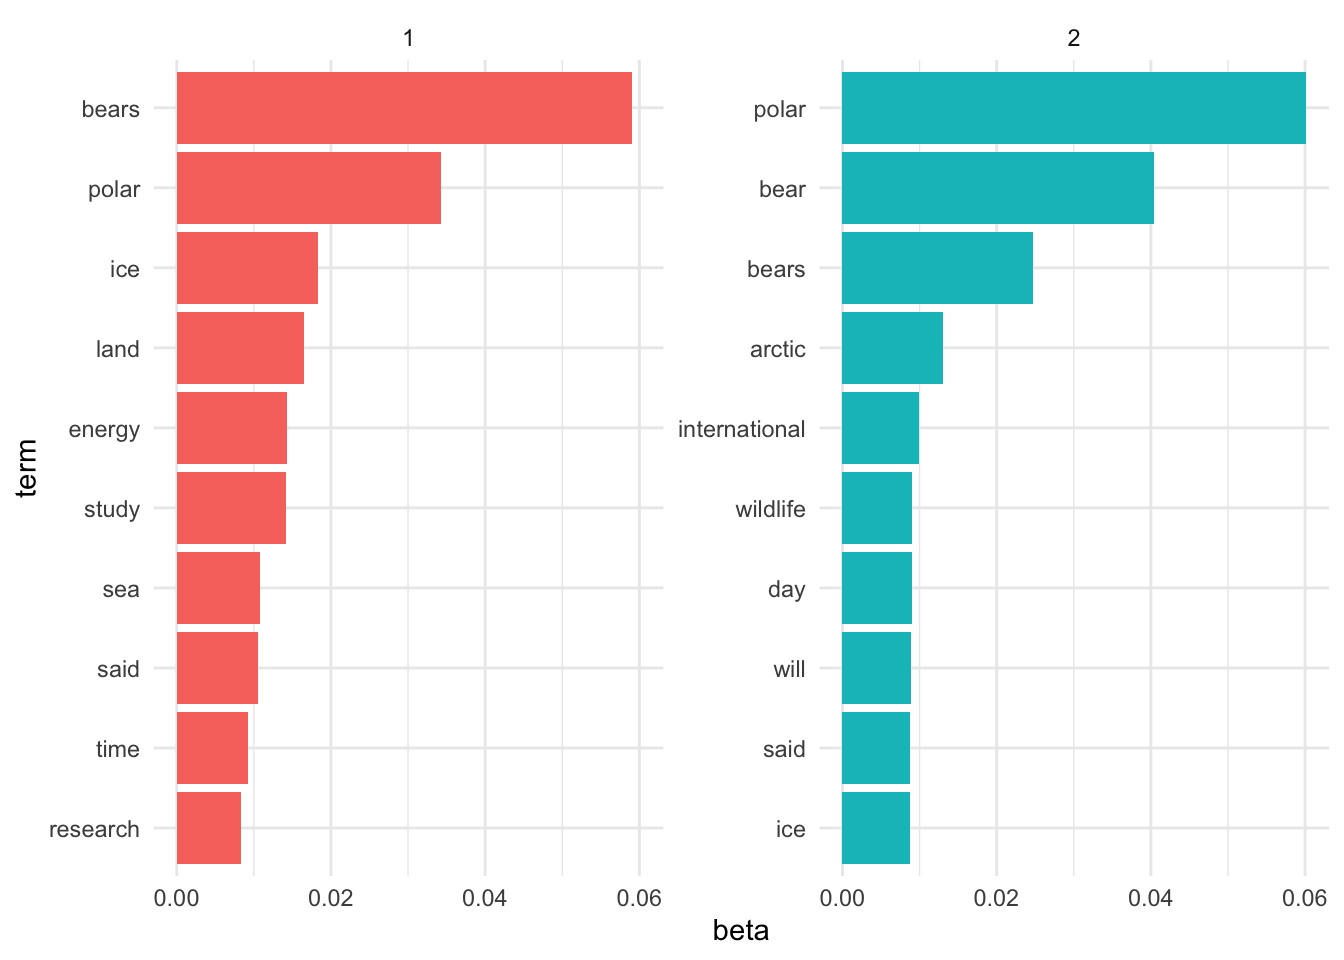 1
2
term
bears
polar
ice
land
energy
study
sea
said
time
research
0.00 0.02 0.04 0.06
polar
bear
bears
arctic
international
wildlife
day
will
said
ice
0.00 0.02 0.04 0.06
beta